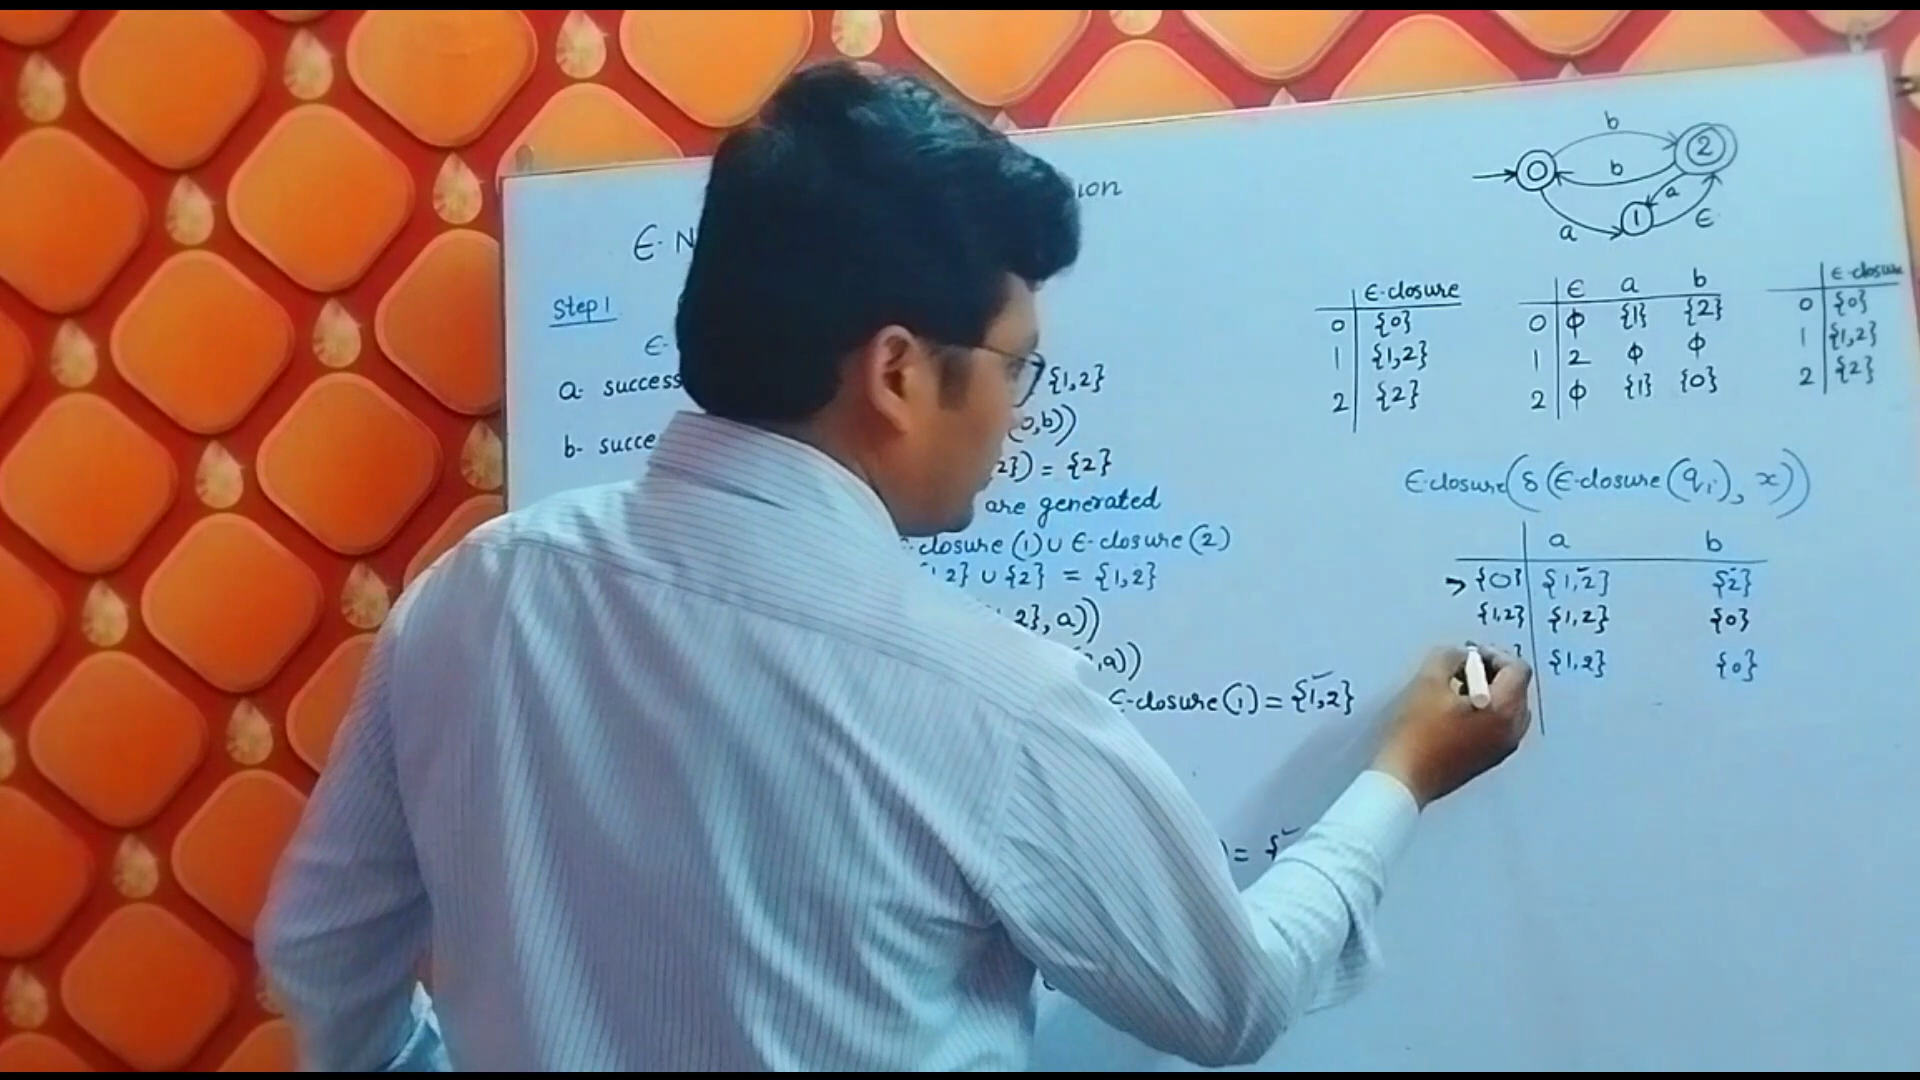 ϵ- N
Step 1
ϵ-
a- success {1,2}
(0,b))
b- succe 2}) = {2}
are generated
closure(1) ∪ ϵ-closure(2)
2} ∪ {2} = {1,2}
2}, a))
,a))
ϵ-closure(1) = {1,2}
) = {
b
2
0
b
a
1
a
ϵ
ϵ-closure
0 {0}
1 {1,2}
2 {2}
ϵ a b
0 ϕ {1} {2}
1 2 ϕ ϕ
2 ϕ {1} {0}
ϵ-closure
0 {0}
1 {1,2}
2 {2}
ϵ-closure(δ(ϵ-closure(qi), x))
a b
→ {0} {1,2} {2}
{1,2} {1,2} {0}
} {1,2} {0}